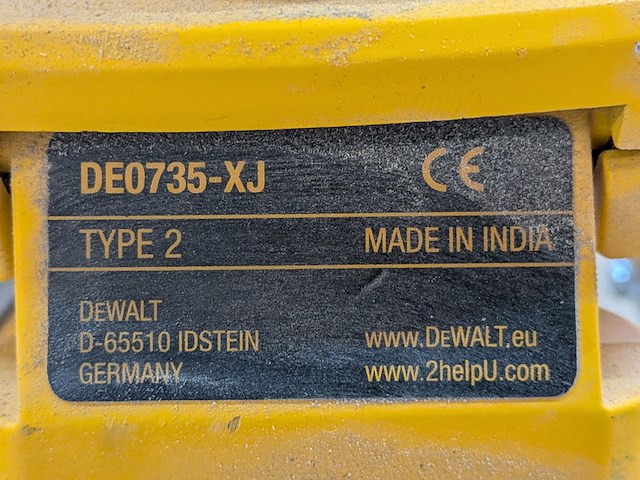 DE0735-XJ CE
TYPE 2 MADE IN INDIA
DEWALT
D-65510 IDSTEIN www.DEWALT.eu
GERMANY www.2helpU.com